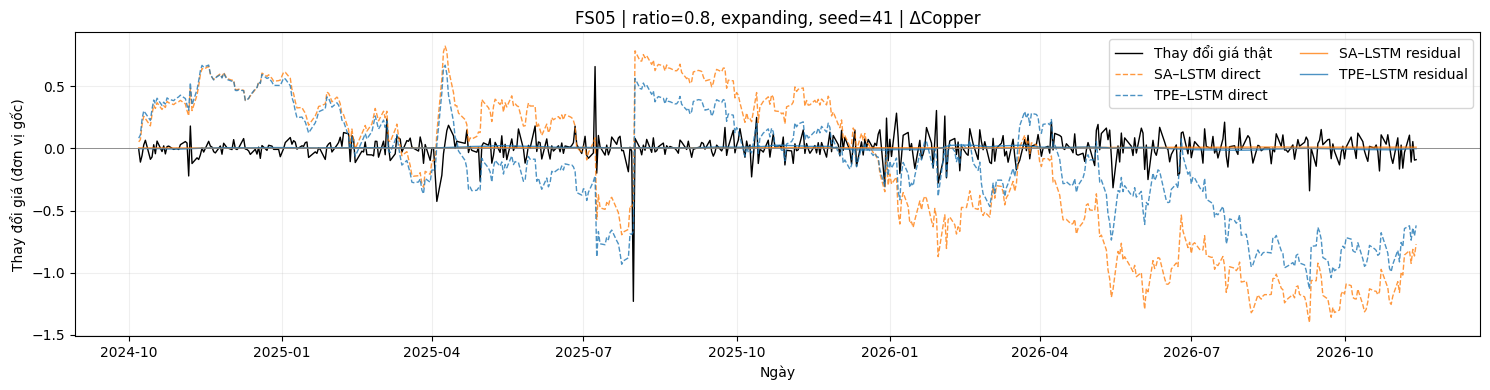 FS05 | ratio=0.8, expanding, seed=41 | ΔCopper
Thay đổi giá (đơn vị gốc)
0.5
0.0
−0.5
−1.0
−1.5
Thay đổi giá thật
SA–LSTM direct
TPE–LSTM direct
SA–LSTM residual
TPE–LSTM residual
2024-10
2025-01
2025-04
2025-07
2025-10
2026-01
2026-04
2026-07
2026-10
Ngày